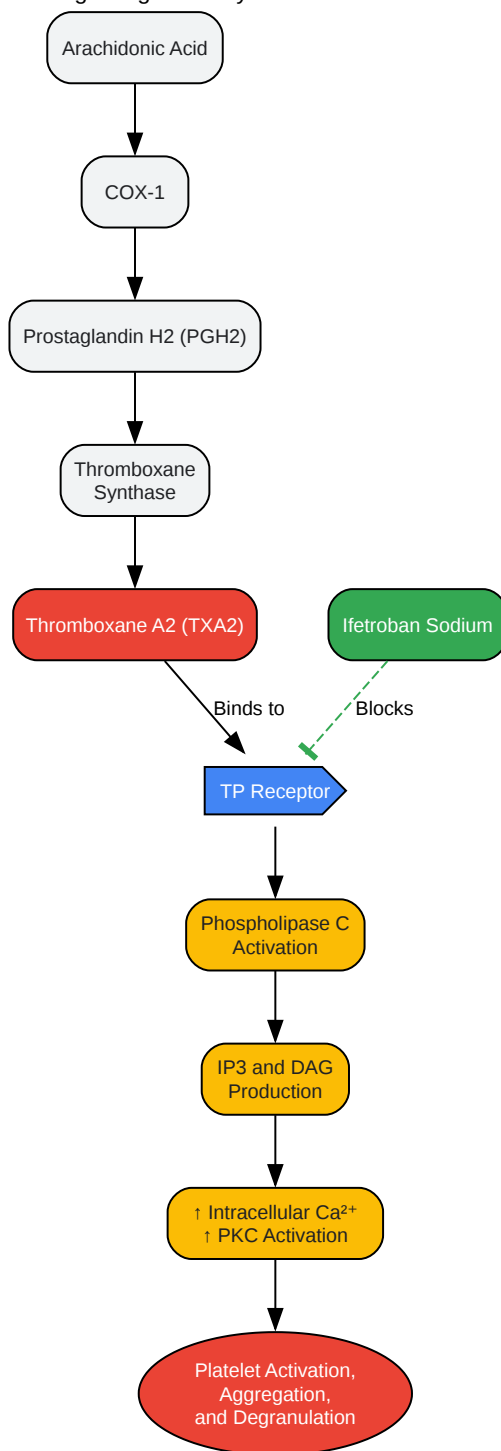 Arachidonic Acid
COX-1
Prostaglandin H2 (PGH2)
Thromboxane
Synthase
Thromboxane A2 (TXA2)
Ifetroban Sodium
Binds to
Blocks
TP Receptor
Phospholipase C
Activation
IP3 and DAG
Production
↑ Intracellular Ca²⁺
↑ PKC Activation
Platelet Activation,
Aggregation,
and Degranulation